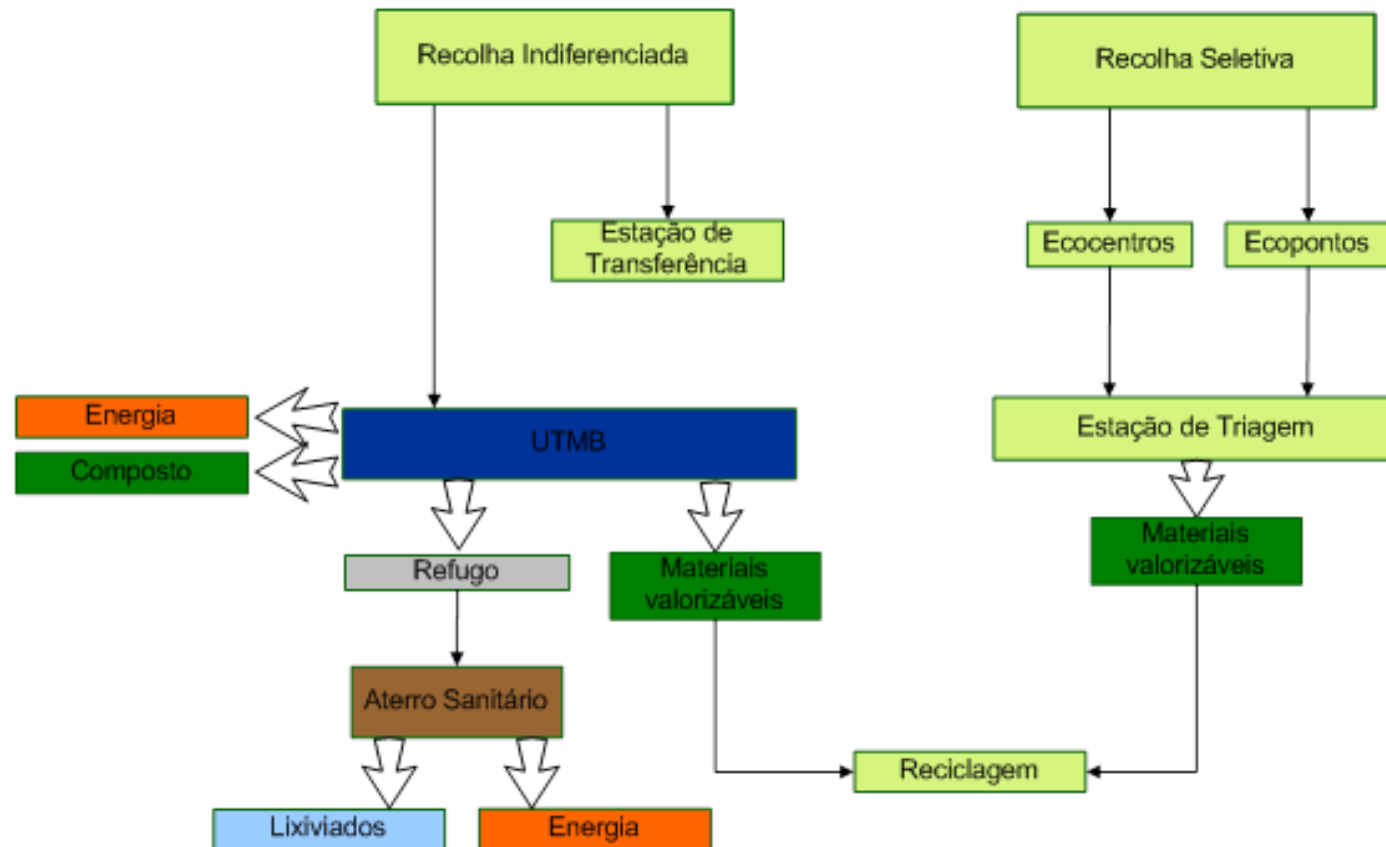 Recolha Indiferenciada
Recolha Seletiva
Estação de
Transferência
Ecocentros
Ecopontos
Energia
Composto
UTMB
Estação de Triagem
Refugo
Materiais
valorizáveis
Materiais
valorizáveis
Aterro Sanitário
Reciclagem
Lixiviados
Energia